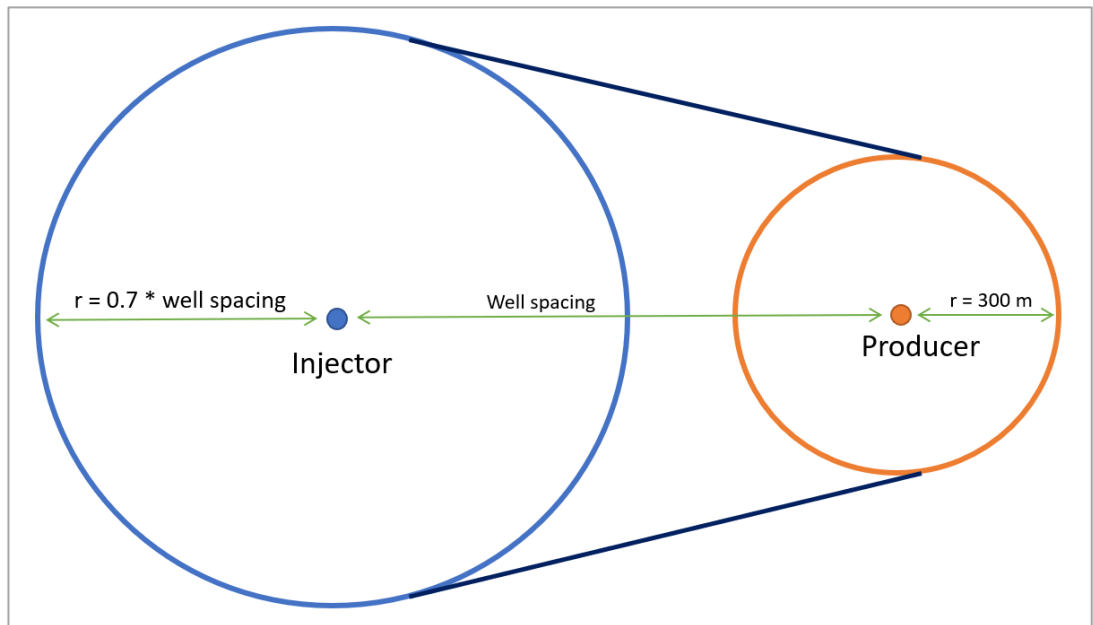 r = 0.7 * well spacing
Well spacing
r = 300 m
Injector
Producer